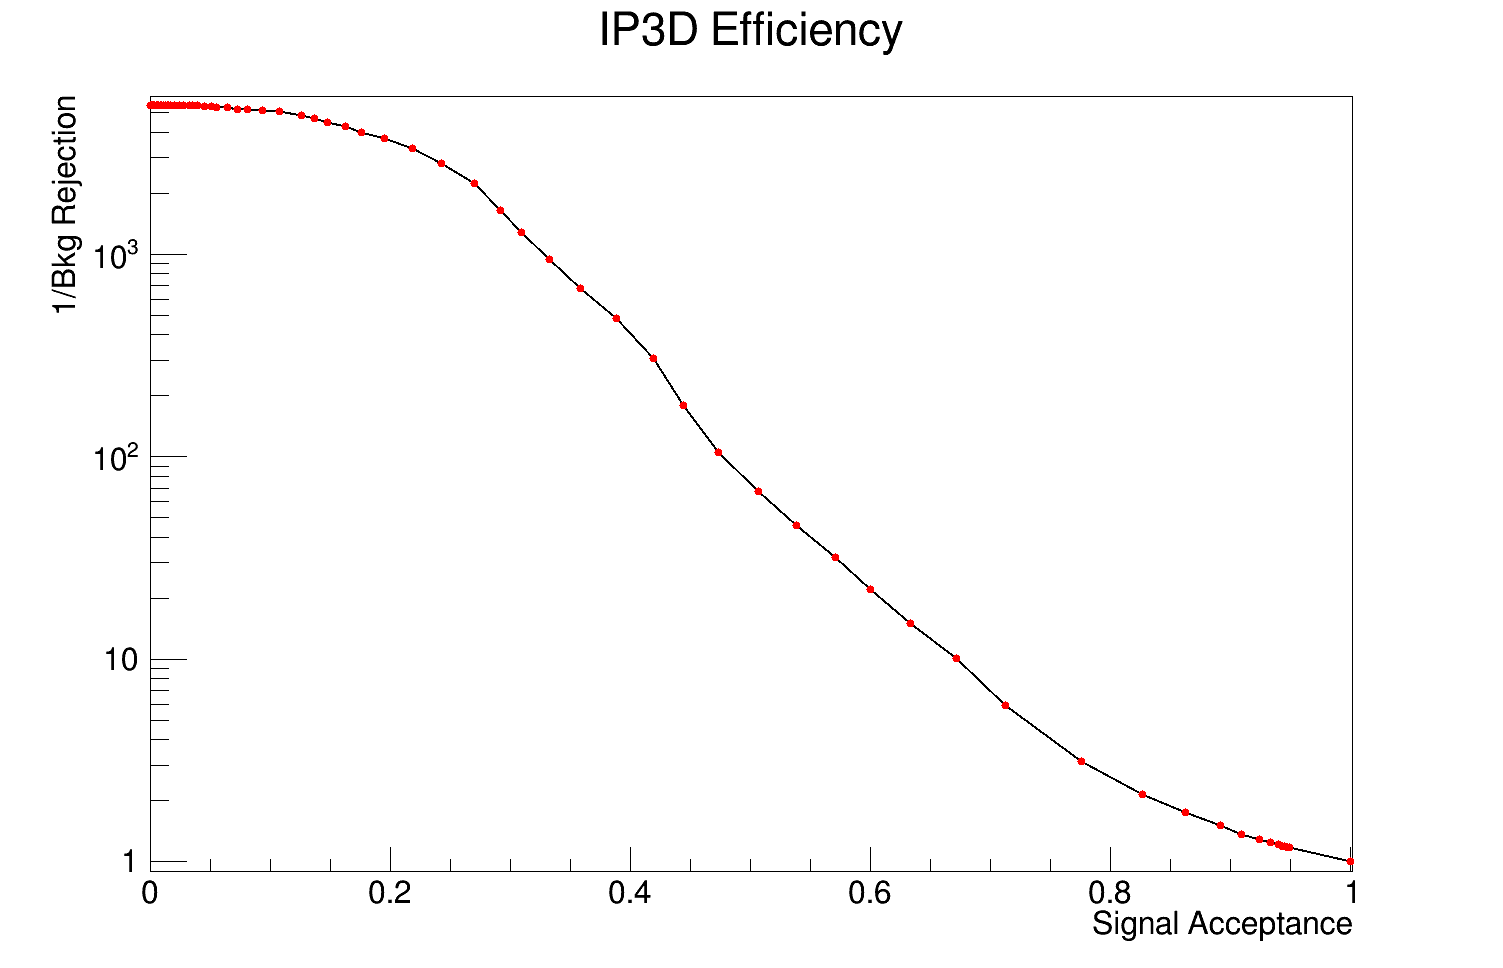 IP3D Efficiency
1/Bkg Rejection
10³
10²
10
1
0 0.2 0.4 0.6 0.8 1
Signal Acceptance